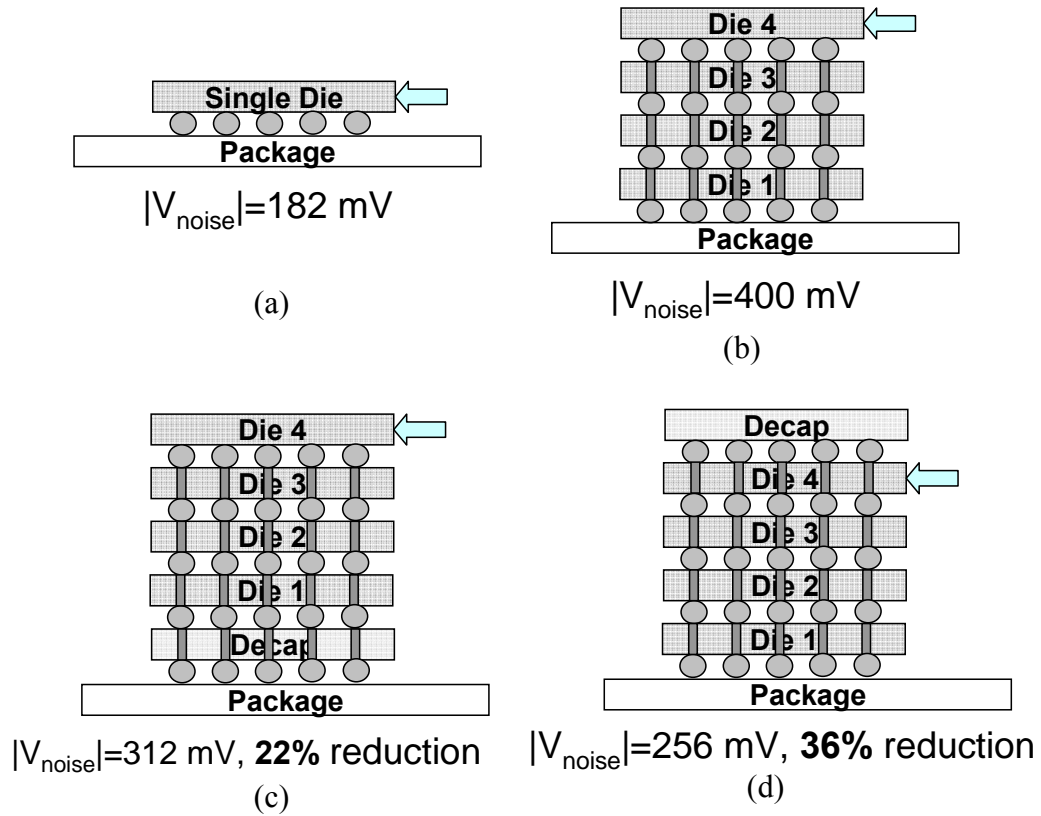 Single Die
Package
|Vnoise|=182 mV
(a)
Die 4
Die 3
Die 2
Die 1
Package
|Vnoise|=400 mV
(b)
Die 4
Die 3
Die 2
Die 1
Decap
Package
|Vnoise|=312 mV, 22% reduction
(c)
Decap
Die 4
Die 3
Die 2
Die 1
Package
|Vnoise|=256 mV, 36% reduction
(d)